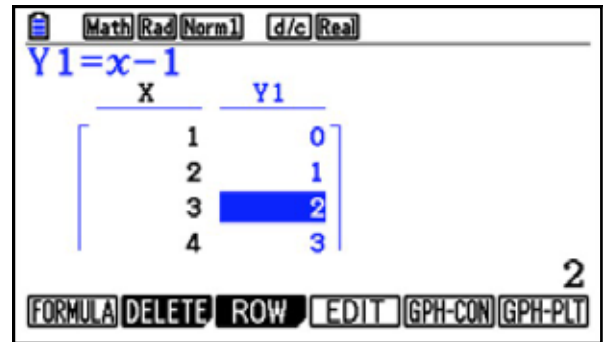 Math Rad Norm1 d/c Real
Y1=x−1
X Y1
1 0
2 1
3 2
4 3
2
FORMULA DELETE ROW EDIT GPH-CON GPH-PLT